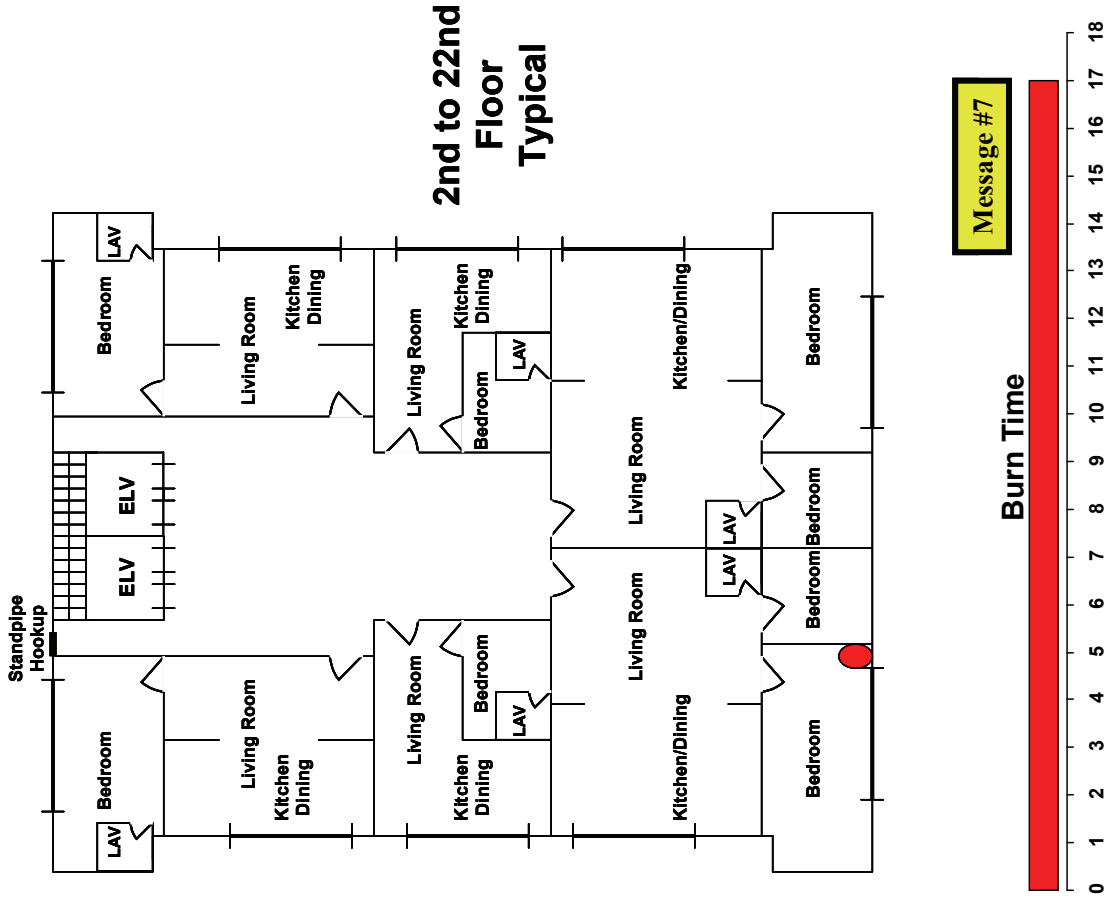 Standpipe
Hookup
ELV
ELV
LAV
Bedroom
Bedroom
LAV
Living Room
Kitchen
Dining
Living Room
Kitchen
Dining
Living Room
Kitchen
Dining
Bedroom
LAV
Living Room
Kitchen
Dining
Bedroom
LAV
Living Room
Kitchen/Dining
LAV
Living Room
Kitchen/Dining
LAV
Bedroom
Bedroom
Bedroom
Bedroom
2nd to 22nd
Floor
Typical
Message #7
Burn Time
0 1 2 3 4 5 6 7 8 9 10 11 12 13 14 15 16 17 18